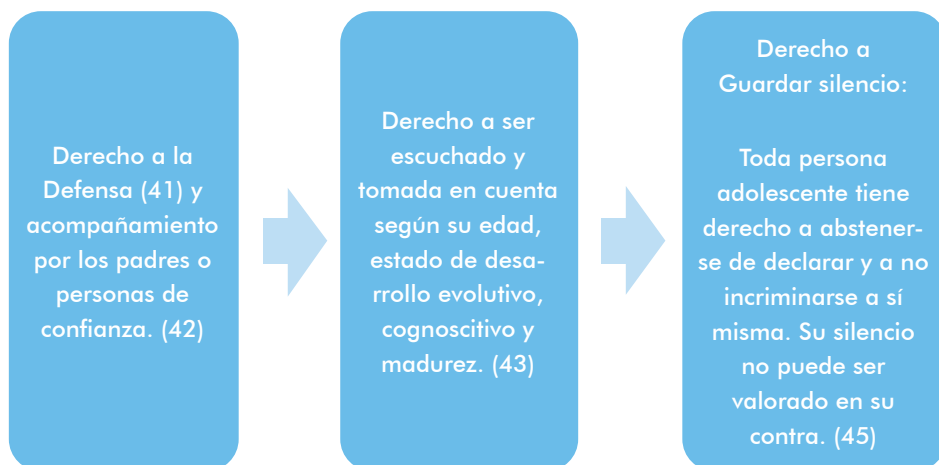 Derecho a la
Defensa (41) y
acompañamiento
por los padres o
personas de
confianza. (42)
Derecho a ser
escuchado y
tomada en cuenta
según su edad,
estado de desa-
rrollo evolutivo,
cognoscitivo y
madurez. (43)
Derecho a
Guardar silencio:
Toda persona
adolescente tiene
derecho a abstener-
se de declarar y a no
incriminarse a sí
misma. Su silencio
no puede ser
valorado en su
contra. (45)